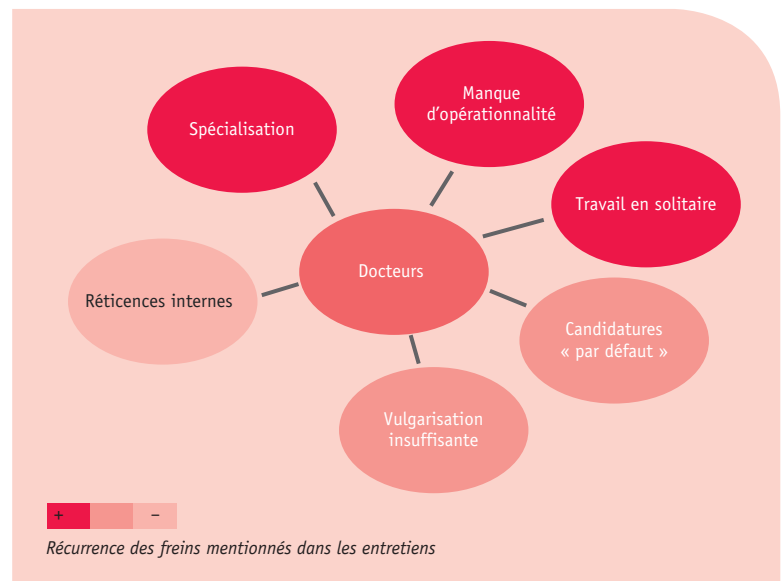 Manque
d'opérationnalité
Spécialisation
Travail en solitaire
Docteurs
Réticences internes
Candidatures
« par défaut »
Vulgarisation
insuffisante
+ –
Récurrence des freins mentionnés dans les entretiens